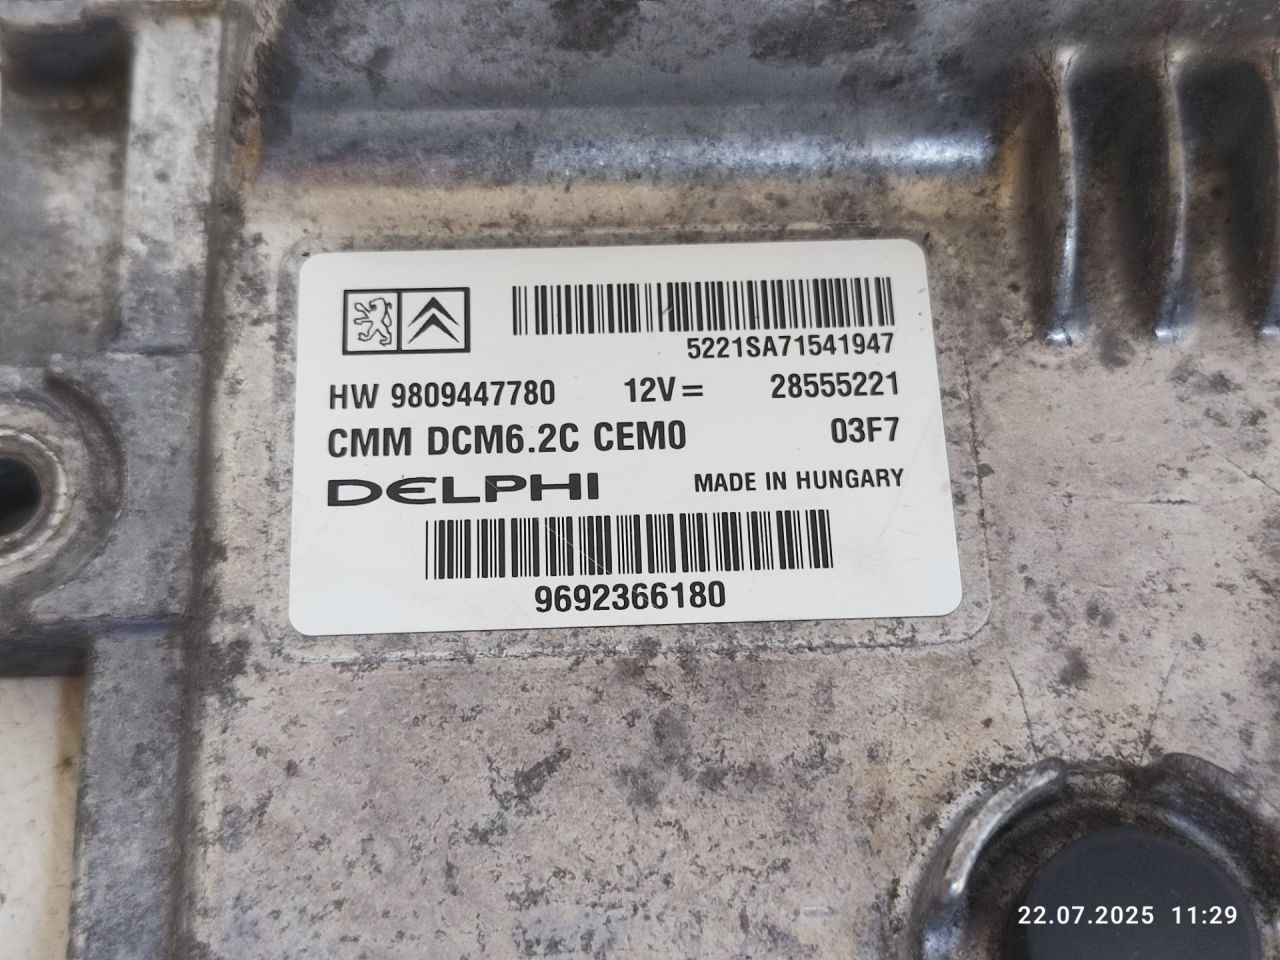 5221SA71541947
HW 9809447780 12V= 28555221
CMM DCM6.2C CEM0 03F7
DELPHI MADE IN HUNGARY
9692366180
22.07.2025 11:29